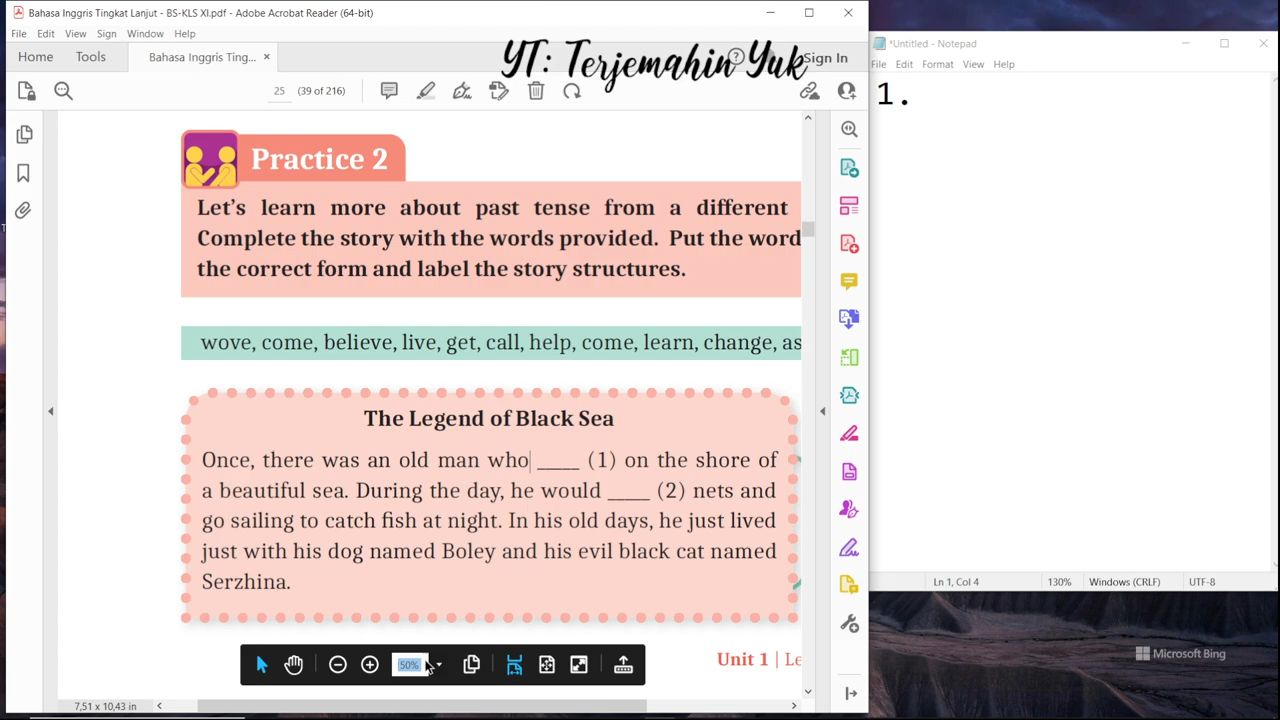 Bahasa Inggris Tingkat Lanjut - BS-KLS XI.pdf - Adobe Acrobat Reader (64-bit)
File Edit View Sign Window Help
Home Tools Bahasa Inggris Ting... × Sign In
YT: Terjemahin Yuk
25 (39 of 216)
Practice 2
Let's learn more about past tense from a different
Complete the story with the words provided. Put the word
the correct form and label the story structures.
wove, come, believe, live, get, call, help, come, learn, change, as
The Legend of Black Sea
Once, there was an old man who ____ (1) on the shore of
a beautiful sea. During the day, he would ____ (2) nets and
go sailing to catch fish at night. In his old days, he just lived
just with his dog named Boley and his evil black cat named
Serzhina.
50%
Unit 1 | Le
7,51 x 10,43 in
*Untitled - Notepad
File Edit Format View Help
1.
Ln 1, Col 4 130% Windows (CRLF) UTF-8
Microsoft Bing